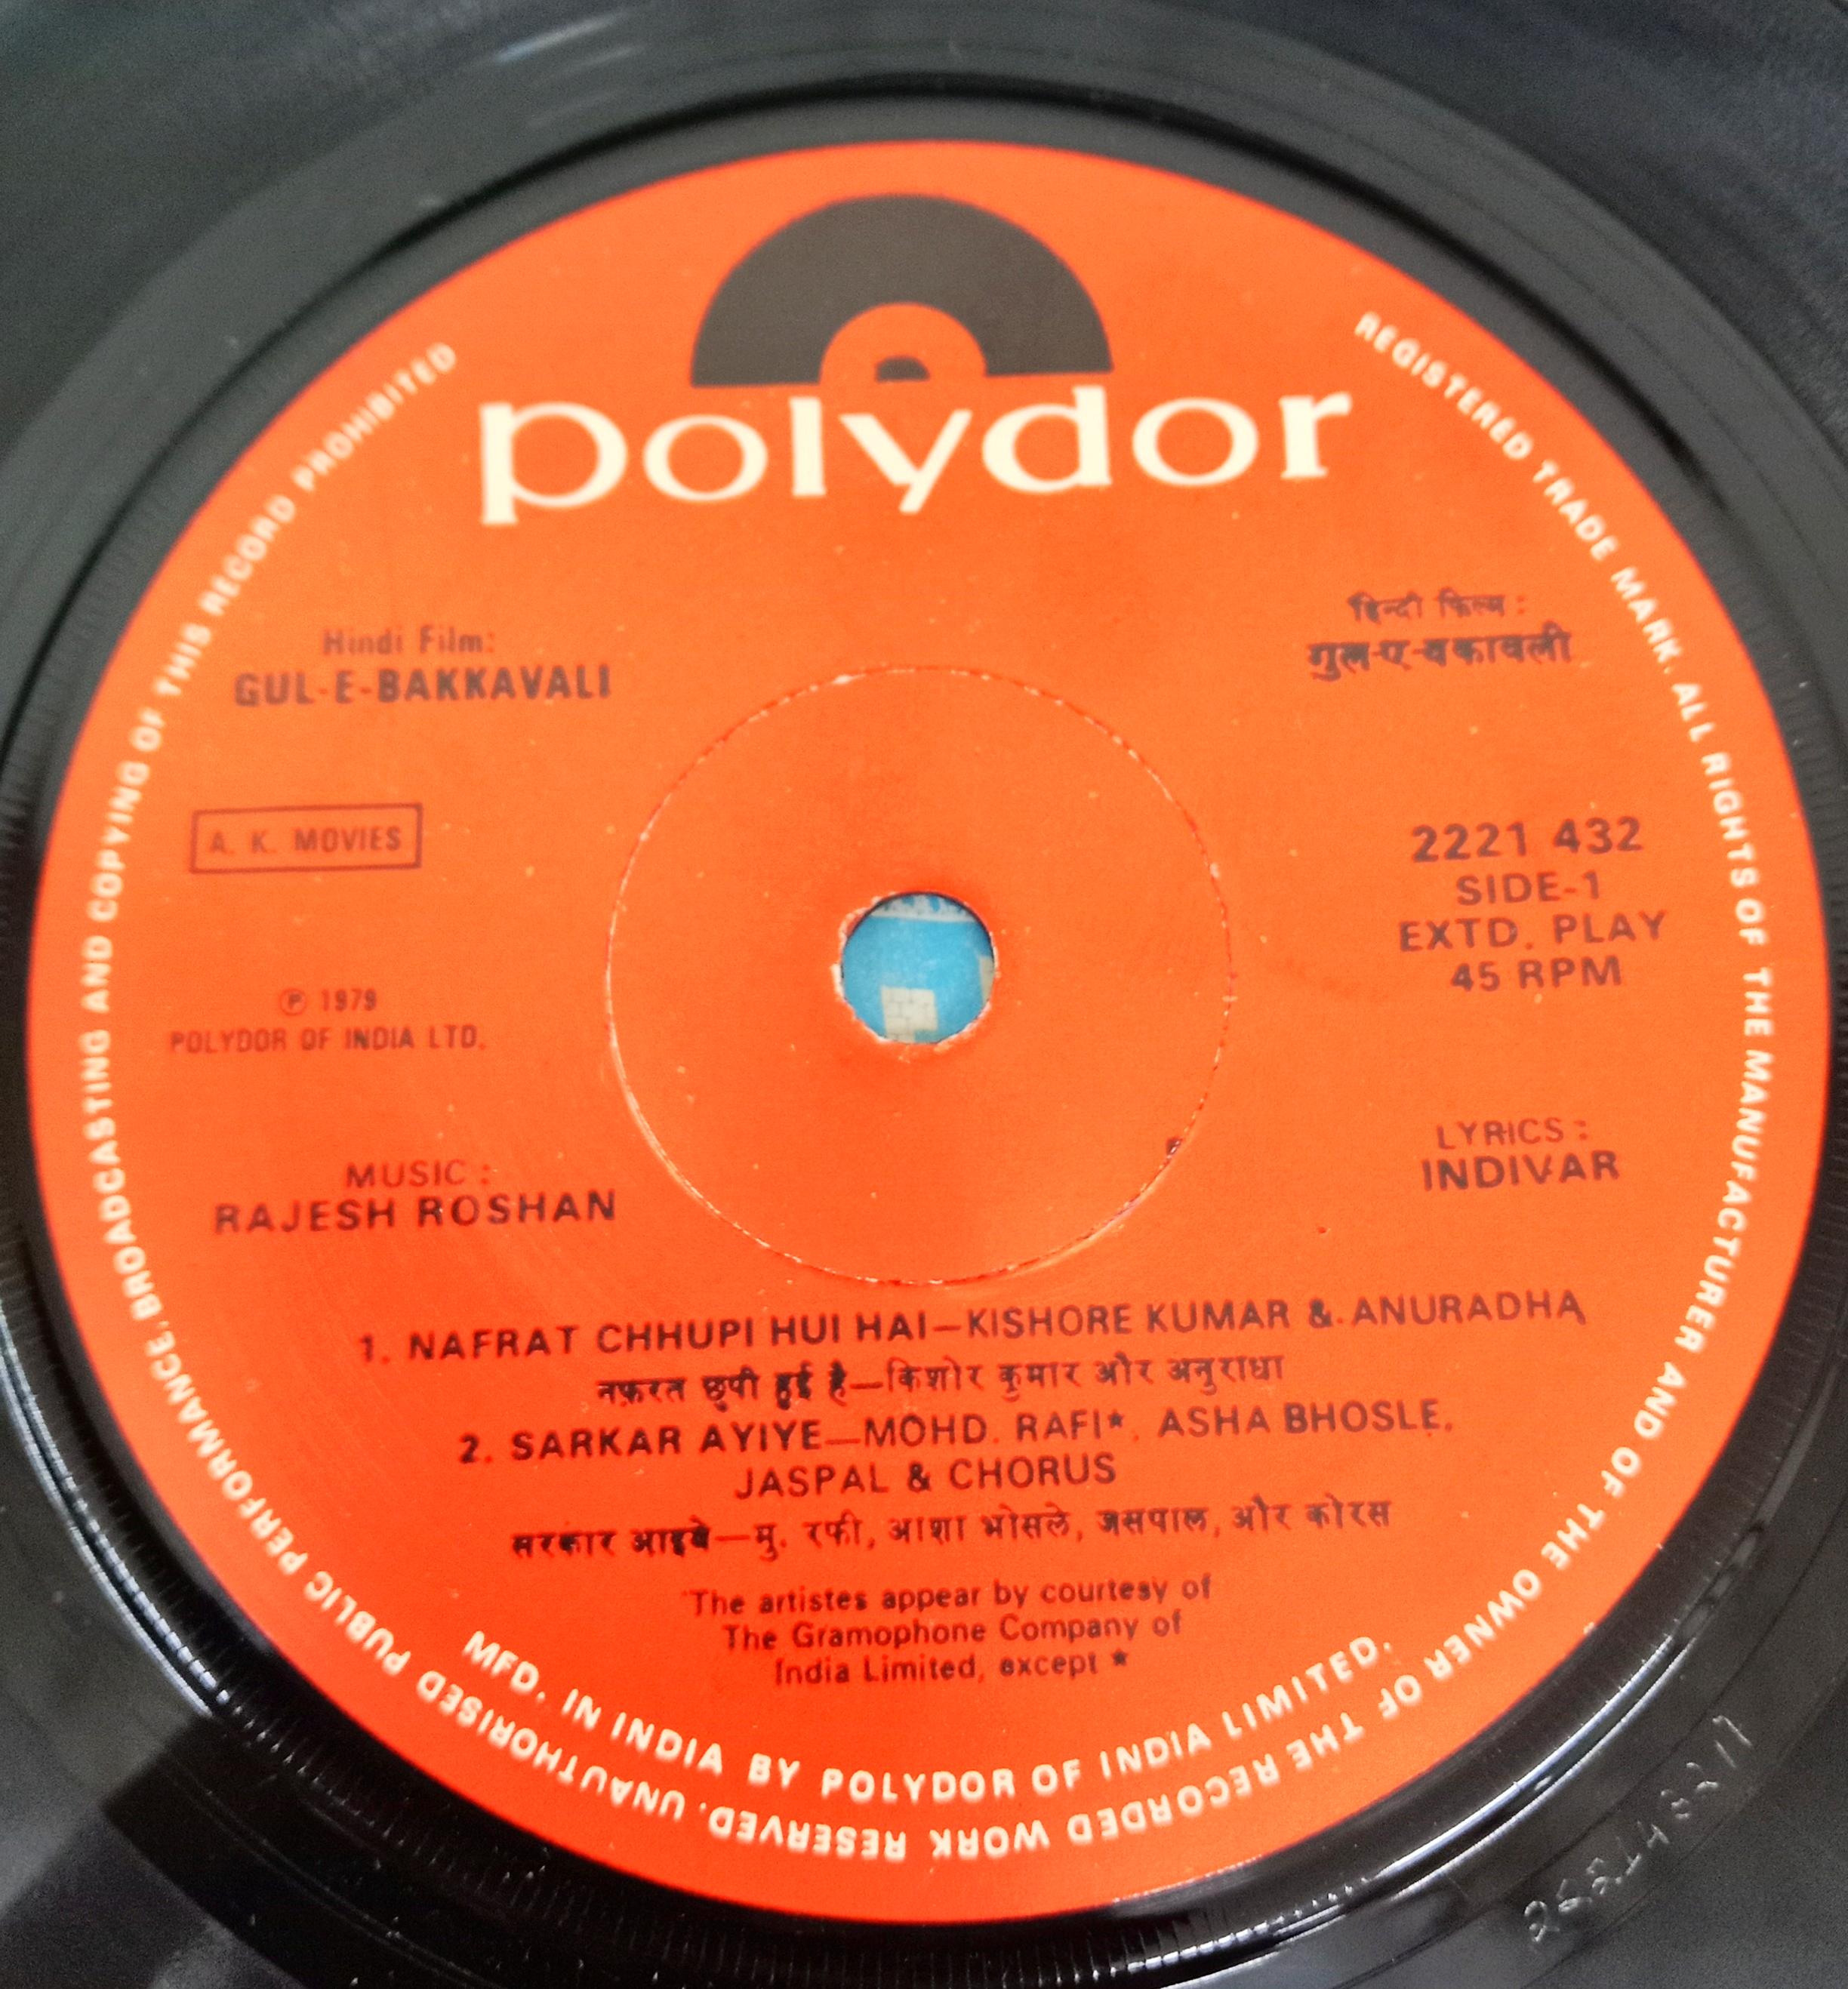 polydor
Hindi Film:
GUL-E-BAKKAVALI
हिन्दी फिल्म :
गुल-ए-बकावली
A. K. MOVIES
2221 432
SIDE-1
EXTD. PLAY
45 RPM
℗ 1979
POLYDOR OF INDIA LTD.
MUSIC :
RAJESH ROSHAN
LYRICS :
INDIVAR
1. NAFRAT CHHUPI HUI HAI—KISHORE KUMAR & ANURADHA
नफ़रत छुपी हुई है—किशोर कुमार और अनुराधा
2. SARKAR AYIYE—MOHD. RAFI*, ASHA BHOSLE,
JASPAL & CHORUS
सरकार आइये—मु. रफी, आशा भोसले, जसपाल, और कोरस
The artistes appear by courtesy of
The Gramophone Company of
India Limited, except *
MFD. IN INDIA BY POLYDOR OF INDIA LIMITED.
REGISTERED TRADE MARK. ALL RIGHTS OF THE MANUFACTURER AND OF THE OWNER OF THE RECORDED WORK RESERVED. UNAUTHORISED PUBLIC PERFORMANCE, BROADCASTING AND COPYING OF THIS RECORD PROHIBITED